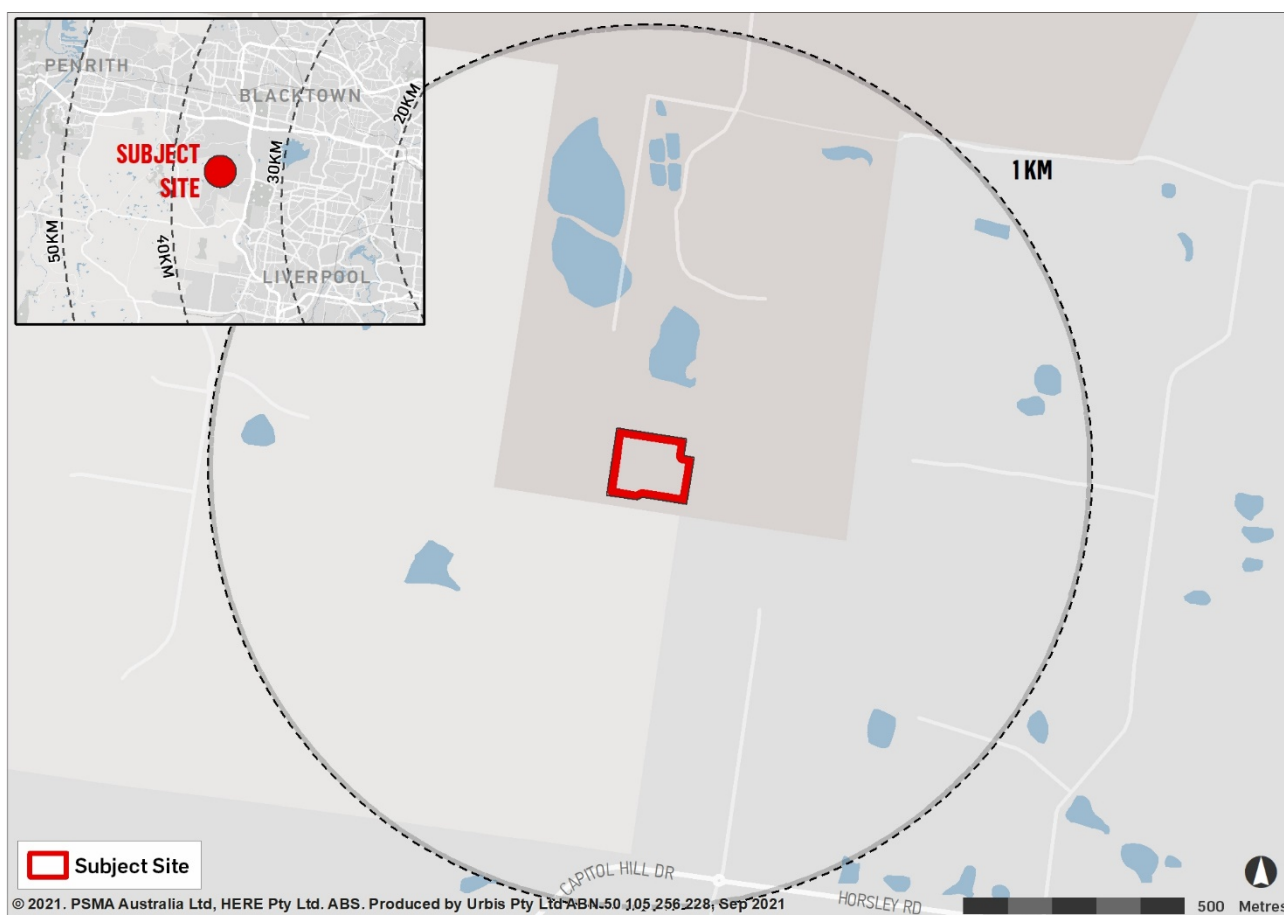 PENRITH
BLACKTOWN
20KM
SUBJECT
SITE
30KM
50KM
40KM
LIVERPOOL
1KM
CAPITOL HILL DR
HORSLEY RD
Subject Site
© 2021. PSMA Australia Ltd, HERE Pty Ltd. ABS. Produced by Urbis Pty Ltd ABN 50 105 256 228, Sep 2021
500 Metres